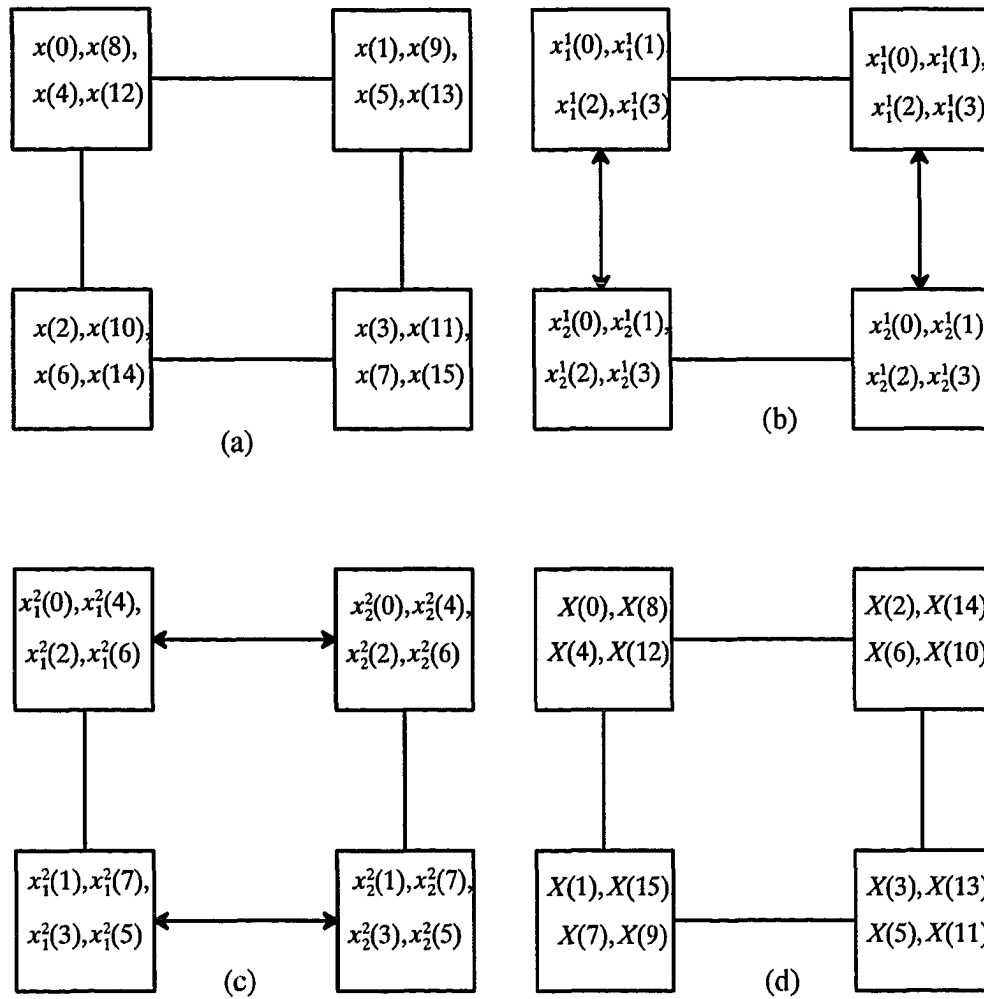 x(0),x(8),
x(4),x(12)
x(1),x(9),
x(5),x(13)
x(2),x(10),
x(6),x(14)
x(3),x(11),
x(7),x(15)
(a)
x₁¹(0),x₁¹(1),
x₁¹(2),x₁¹(3)
x₁¹(0),x₁¹(1),
x₁¹(2),x₁¹(3)
x₂¹(0),x₂¹(1),
x₂¹(2),x₂¹(3)
x₂¹(0),x₂¹(1)
x₂¹(2),x₂¹(3)
(b)
x₁²(0),x₁²(4),
x₁²(2),x₁²(6)
x₂²(0),x₂²(4),
x₂²(2),x₂²(6)
x₁²(1),x₁²(7),
x₁²(3),x₁²(5)
x₂²(1),x₂²(7),
x₂²(3),x₂²(5)
(c)
X(0),X(8)
X(4),X(12)
X(2),X(14)
X(6),X(10)
X(1),X(15)
X(7),X(9)
X(3),X(13)
X(5),X(11)
(d)